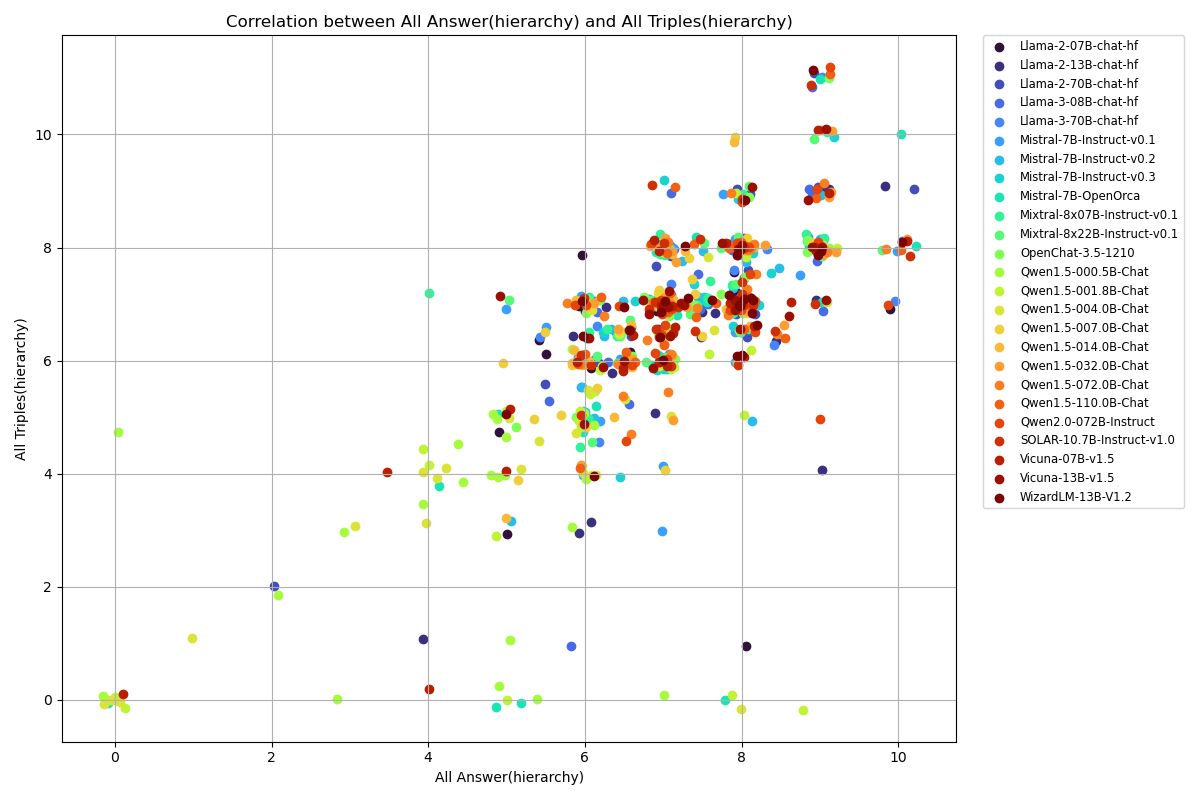 Correlation between All Answer(hierarchy) and All Triples(hierarchy)
All Triples(hierarchy)
10
8
6
4
2
0
0
2
4
6
8
10
All Answer(hierarchy)
Llama-2-07B-chat-hf
Llama-2-13B-chat-hf
Llama-2-70B-chat-hf
Llama-3-08B-chat-hf
Llama-3-70B-chat-hf
Mistral-7B-Instruct-v0.1
Mistral-7B-Instruct-v0.2
Mistral-7B-Instruct-v0.3
Mistral-7B-OpenOrca
Mixtral-8x07B-Instruct-v0.1
Mixtral-8x22B-Instruct-v0.1
OpenChat-3.5-1210
Qwen1.5-000.5B-Chat
Qwen1.5-001.8B-Chat
Qwen1.5-004.0B-Chat
Qwen1.5-007.0B-Chat
Qwen1.5-014.0B-Chat
Qwen1.5-032.0B-Chat
Qwen1.5-072.0B-Chat
Qwen1.5-110.0B-Chat
Qwen2.0-072B-Instruct
SOLAR-10.7B-Instruct-v1.0
Vicuna-07B-v1.5
Vicuna-13B-v1.5
WizardLM-13B-V1.2